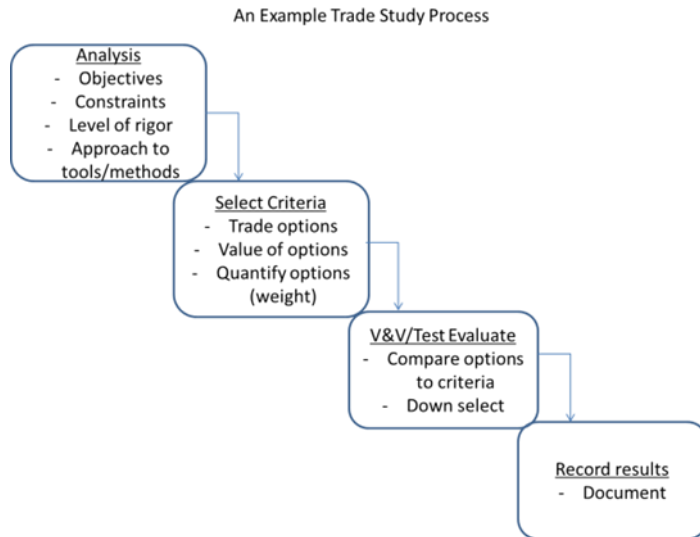 An Example Trade Study Process
Analysis
- Objectives
- Constraints
- Level of rigor
- Approach to
tools/methods
Select Criteria
- Trade options
- Value of options
- Quantify options
(weight)
V&V/Test Evaluate
- Compare options
to criteria
- Down select
Record results
- Document